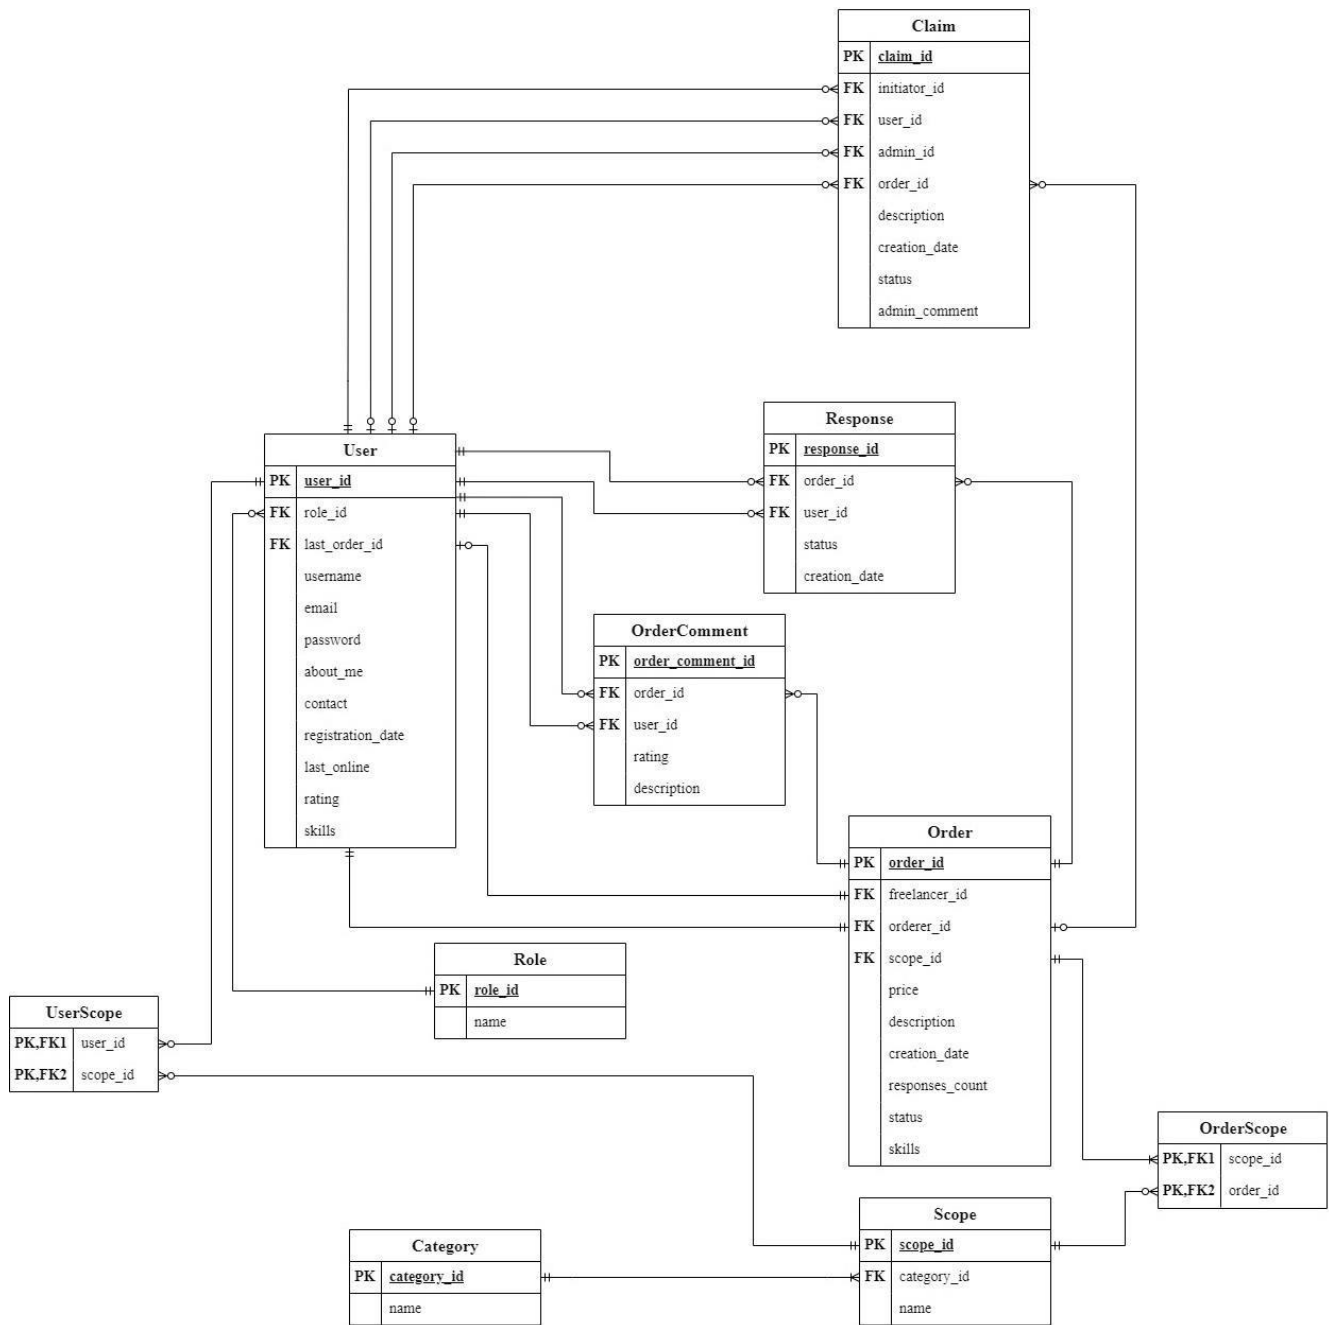 Claim
PK claim_id
FK initiator_id
FK user_id
FK admin_id
FK order_id
description
creation_date
status
admin_comment
Response
PK response_id
FK order_id
FK user_id
status
creation_date
User
PK user_id
FK role_id
FK last_order_id
username
email
password
about_me
contact
registration_date
last_online
rating
skills
OrderComment
PK order_comment_id
FK order_id
FK user_id
rating
description
Order
PK order_id
FK freelancer_id
FK orderer_id
FK scope_id
price
description
creation_date
responses_count
status
skills
Role
PK role_id
name
UserScope
PK,FK1 user_id
PK,FK2 scope_id
OrderScope
PK,FK1 scope_id
PK,FK2 order_id
Scope
PK scope_id
FK category_id
name
Category
PK category_id
name